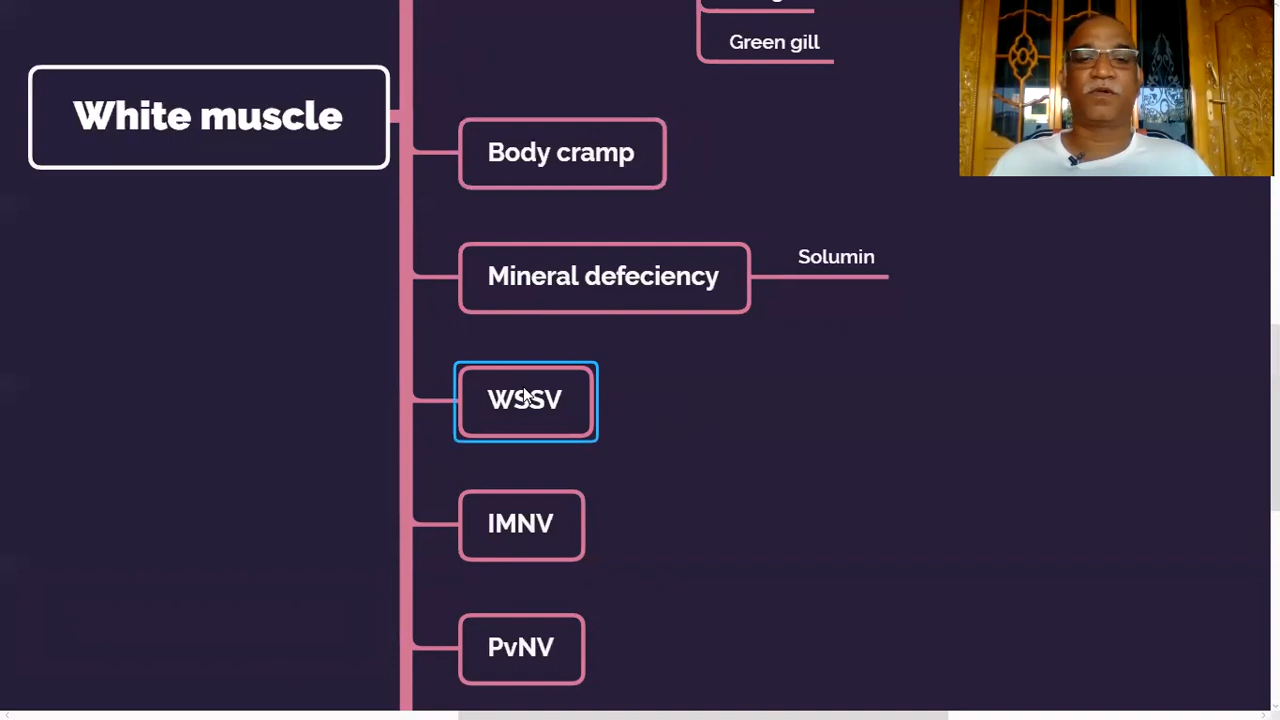 Green gill
White muscle
Body cramp
Mineral defeciency
Solumin
WSSV
IMNV
PvNV